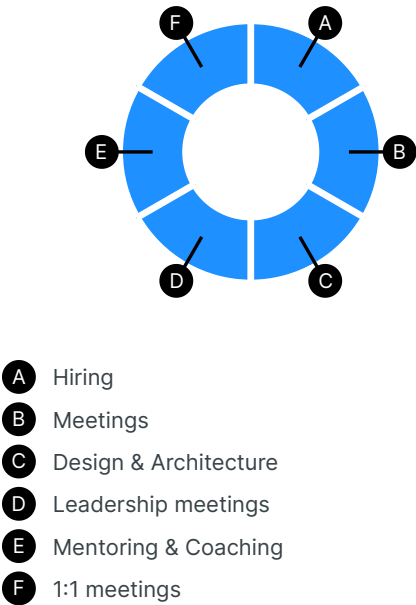 F A
E B
D C
A Hiring
B Meetings
C Design & Architecture
D Leadership meetings
E Mentoring & Coaching
F 1:1 meetings